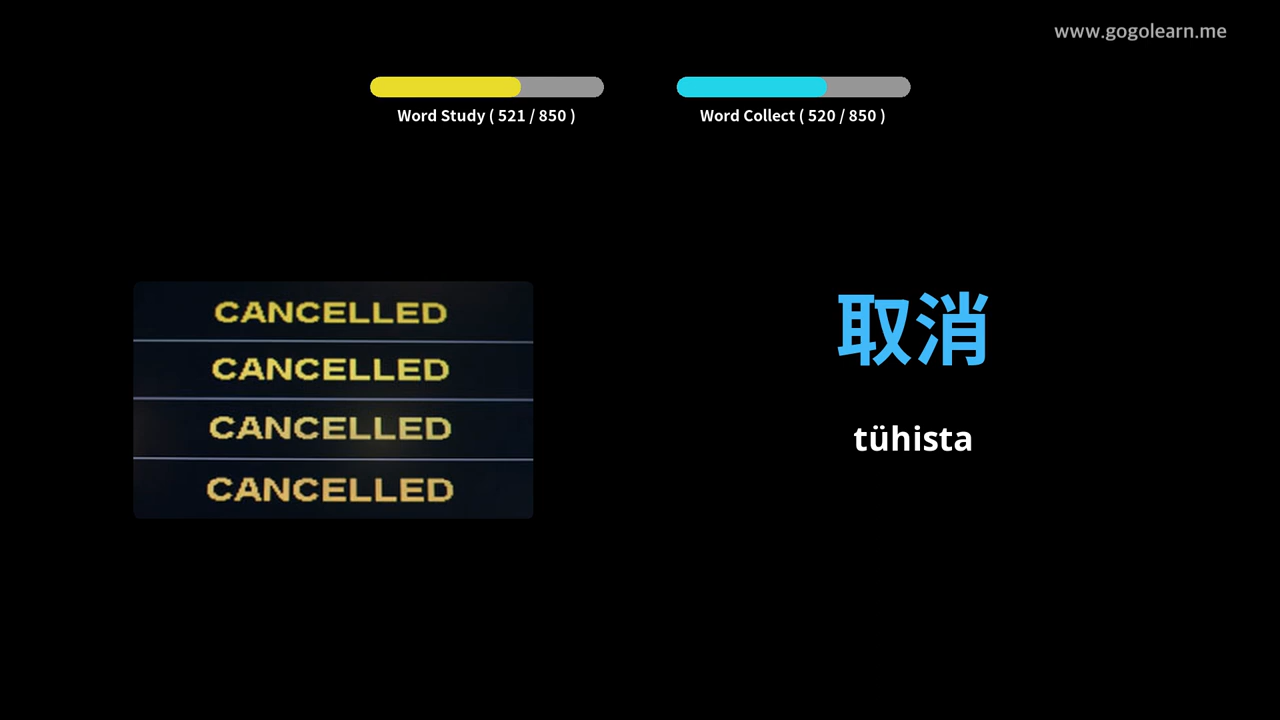 www.gogolearn.me
Word Study ( 521 / 850 )
Word Collect ( 520 / 850 )
CANCELLED
CANCELLED
CANCELLED
CANCELLED
取消
tühista